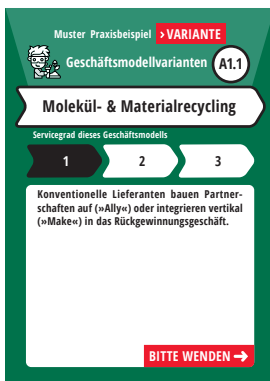 Muster Praxisbeispiel › VARIANTE
Geschäftsmodellvarianten A1.1
Molekül- & Materialrecycling
Servicegrad dieses Geschäftsmodells
1 2 3
Konventionelle Lieferanten bauen Partner-
schaften auf (»Ally«) oder integrieren vertikal
(»Make«) in das Rückgewinnungsgeschäft.
BITTE WENDEN →